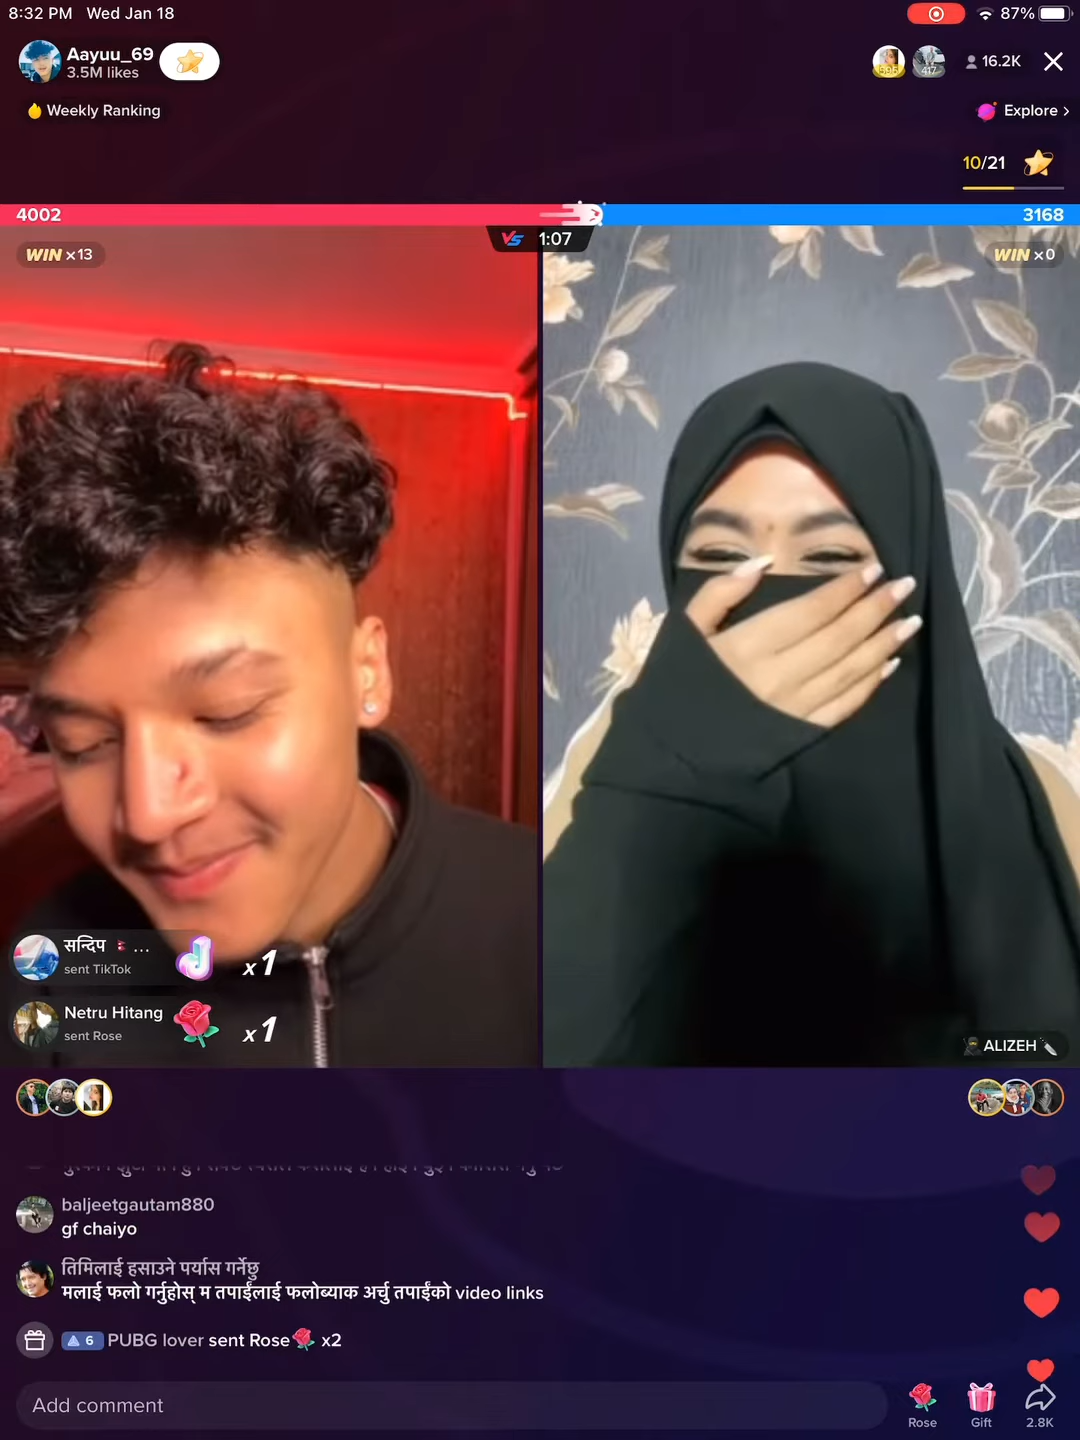 8:32 PM Wed Jan 18
87%
Aayuu_69
3.5M likes
16.2K
Weekly Ranking
Explore >
10/21
4002
3168
VS 1:07
WIN x13
WIN x0
सन्दिप ...
sent TikTok
x1
Netru Hitang
sent Rose
x1
ALIZEH
baljeetgautam880
gf chaiyo
तिमिलाई हसाउने पर्यास गर्नेछु
मलाई फलो गर्नुहोस् म तपाईंलाई फलोब्याक अर्चु तपाईंको video links
6 PUBG lover sent Rose x2
Add comment
Rose
Gift
2.8K